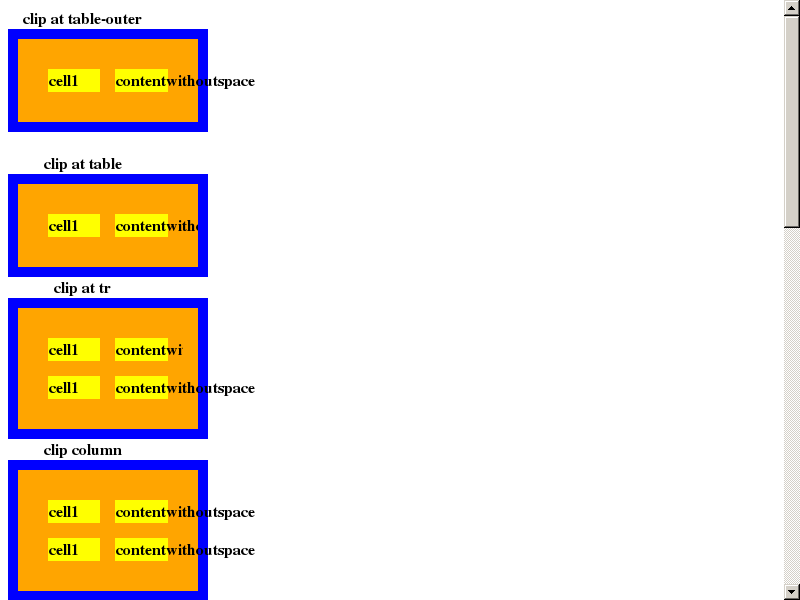 clip at table-outer
cell1 contentwithoutspace
clip at table
cell1 contentwitho
clip at tr
cell1 contentwi
cell1 contentwithoutspace
clip column
cell1 contentwithoutspace
cell1 contentwithoutspace